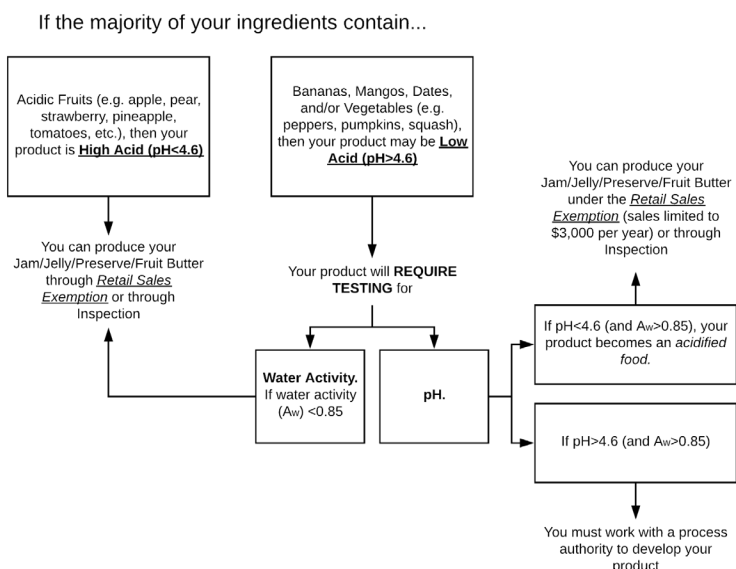 If the majority of your ingredients contain...
Acidic Fruits (e.g. apple, pear,
strawberry, pineapple,
tomatoes, etc.), then your
product is High Acid (pH<4.6)
Bananas, Mangos, Dates,
and/or Vegetables (e.g.
peppers, pumpkins, squash),
then your product may be Low
Acid (pH>4.6)
You can produce your
Jam/Jelly/Preserve/Fruit Butter
through Retail Sales
Exemption or through
Inspection
Your product will REQUIRE
TESTING for
Water Activity.
If water activity
(Aw) <0.85
pH.
You can produce your
Jam/Jelly/Preserve/Fruit Butter
under the Retail Sales
Exemption (sales limited to
$3,000 per year) or through
Inspection
If pH<4.6 (and Aw>0.85), your
product becomes an acidified
food.
If pH>4.6 (and Aw>0.85)
You must work with a process
authority to develop your
product